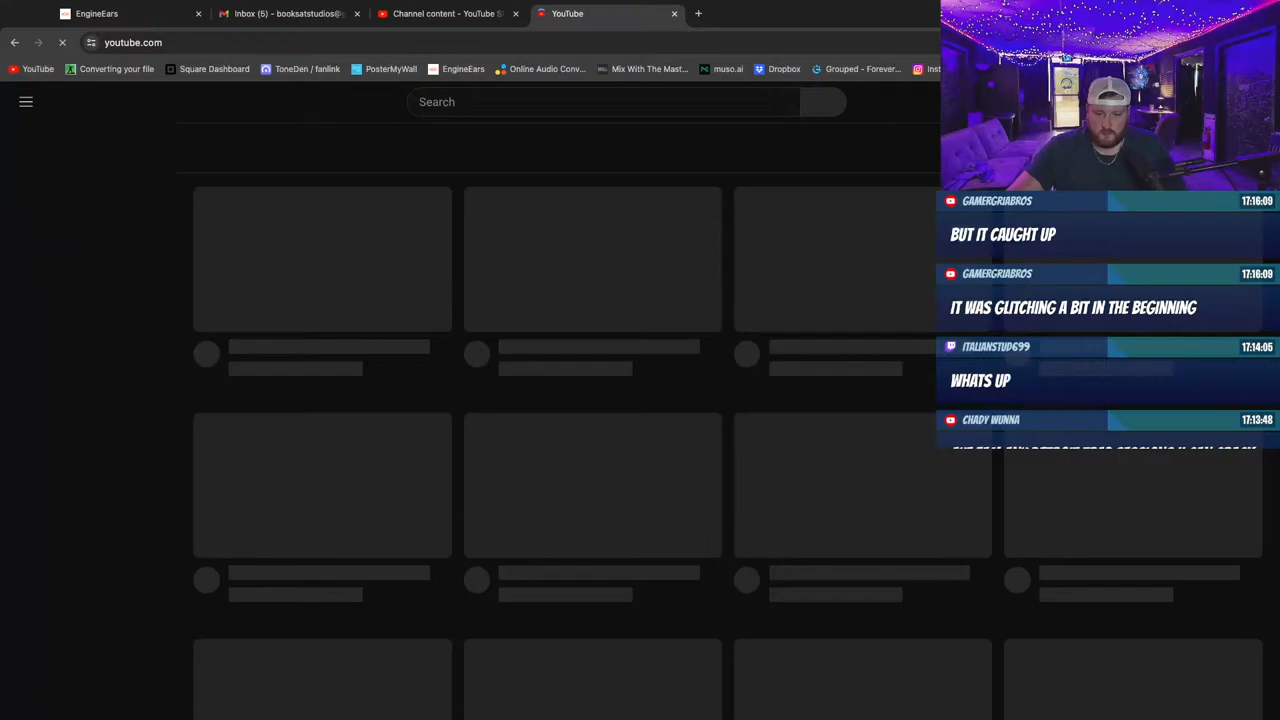 EngineEars
Inbox (5) - booksatstudios@g
Channel content - YouTube S
YouTube
youtube.com
YouTube
Converting your file
Square Dashboard
ToneDen / fanlink
PosterMyWall
EngineEars
Online Audio Conv...
Mix With The Mast...
muso.ai
Dropbox
Grouped - Forever...
Inst
Search
GAMERGRIABROS
17:16:09
BUT IT CAUGHT UP
GAMERGRIABROS
17:16:09
IT WAS GLITCHING A BIT IN THE BEGINNING
ITALIANSTUD699
17:14:05
WHATS UP
CHADY WUNNA
17:13:48